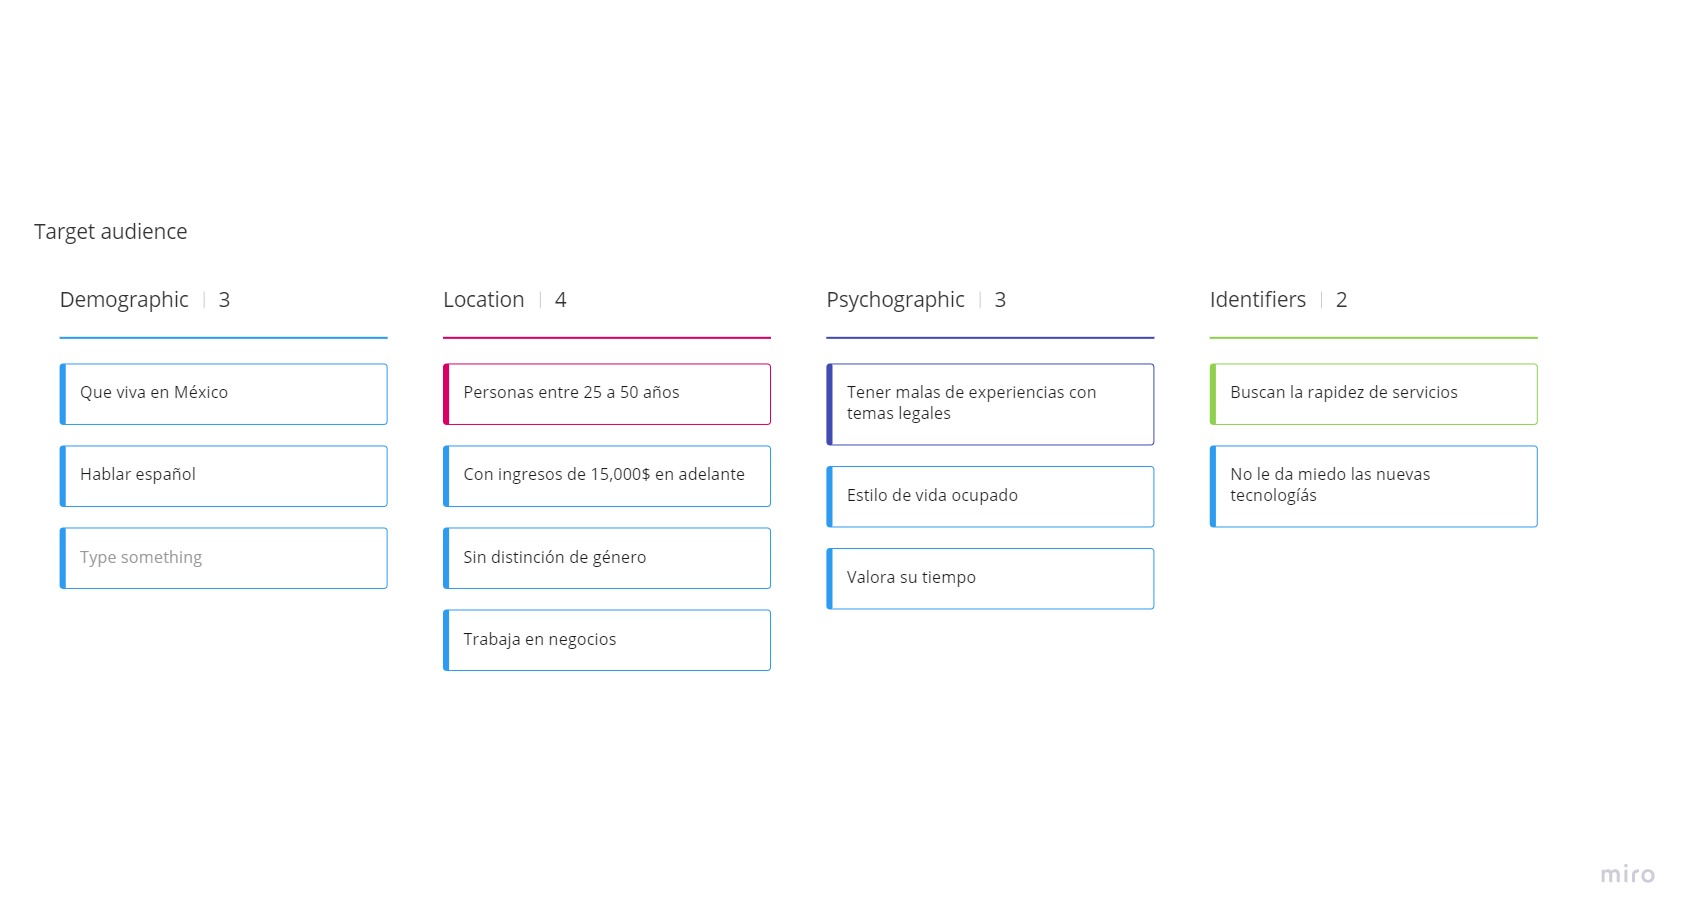 Target audience
Demographic | 3
Que viva en México
Hablar español
Type something
Location | 4
Personas entre 25 a 50 años
Con ingresos de 15,000$ en adelante
Sin distinción de género
Trabaja en negocios
Psychographic | 3
Tener malas de experiencias con
temas legales
Estilo de vida ocupado
Valora su tiempo
Identifiers | 2
Buscan la rapidez de servicios
No le da miedo las nuevas
tecnologíás
miro